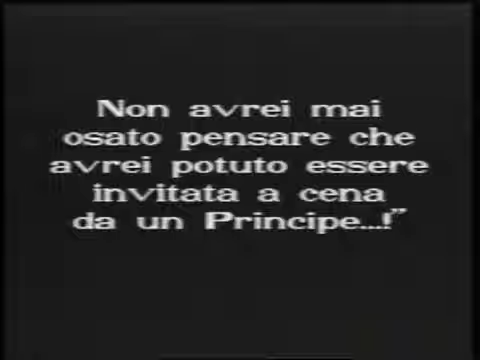 Non avrei mai
osato pensare che
avrei potuto essere
invitata a cena
da un Principe...!"